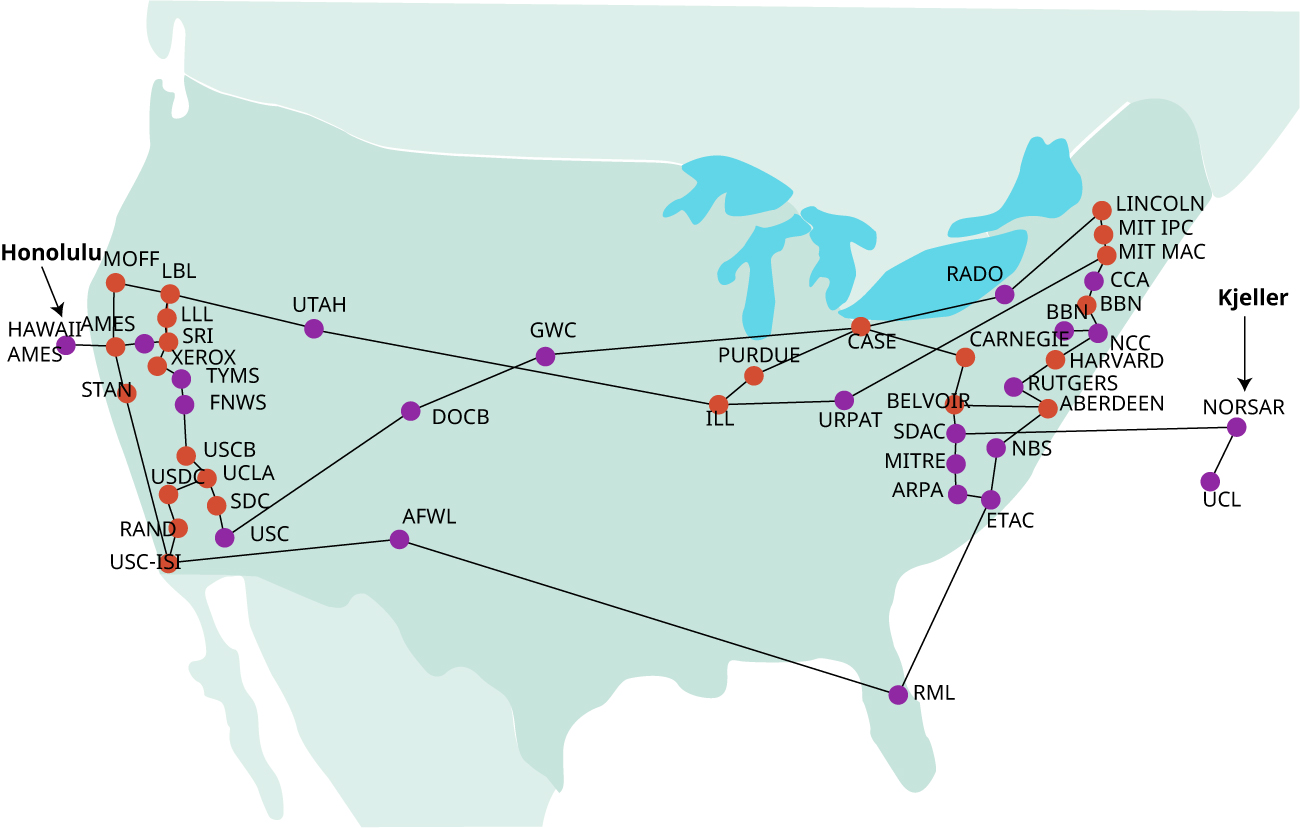 LINCOLN
MIT IPC
MIT MAC
Honolulu
MOFF
LBL
RADO
CCA
Kjeller
UTAH
BBN
LLL
BBN
HAWAII
AMES
SRI
GWC
CASE
CARNEGIE
NCC
AMES
XEROX
PURDUE
HARVARD
TYMS
RUTGERS
STAN
FNWS
BELVOIR
ABERDEEN
NORSAR
DOCB
ILL
URPAT
SDAC
USCB
NBS
USDC
UCLA
MITRE
SDC
ARPA
UCL
RAND
USC
AFWL
ETAC
USC-ISI
RML